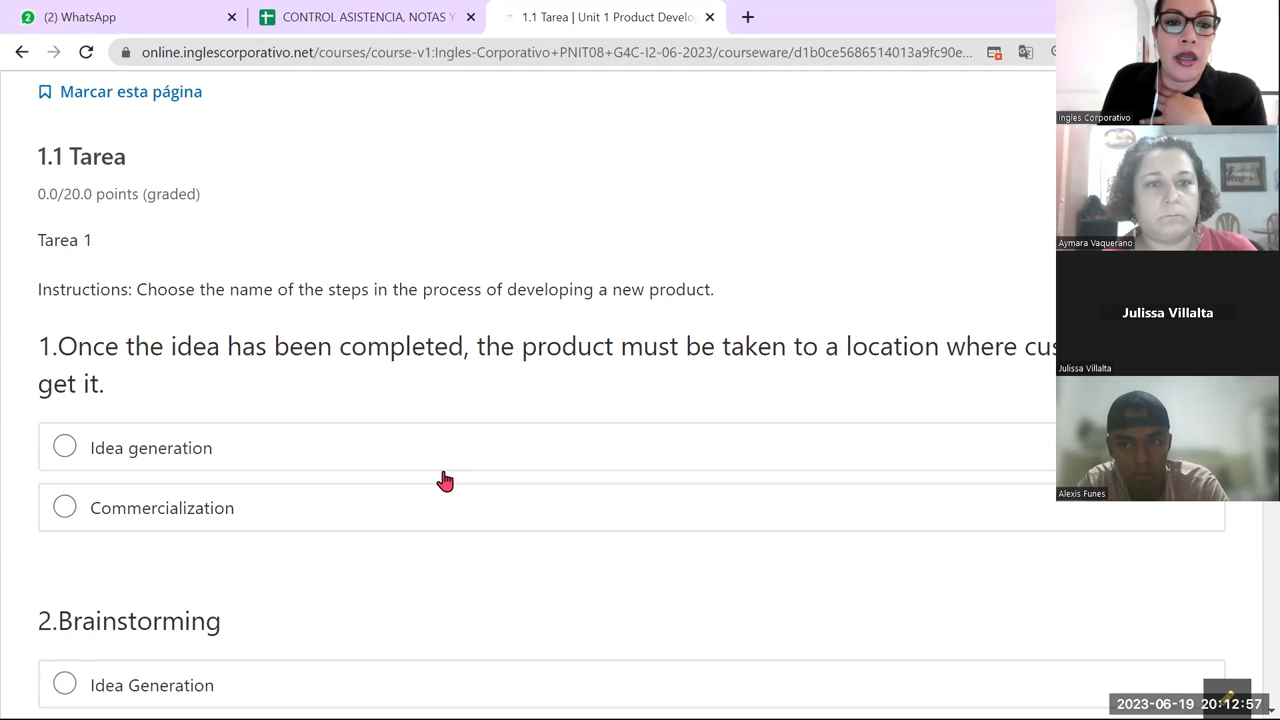 (2) WhatsApp
CONTROL ASISTENCIA, NOTAS Y
1.1 Tarea | Unit 1 Product Develo
online.inglescorporativo.net/courses/course-v1:Ingles-Corporativo+PNIT08+G4C-I2-06-2023/courseware/d1b0ce5686514013a9fc90e...
Marcar esta página
1.1 Tarea
0.0/20.0 points (graded)
Tarea 1
Instructions: Choose the name of the steps in the process of developing a new product.
1.Once the idea has been completed, the product must be taken to a location where cus
get it.
Idea generation
Commercialization
2.Brainstorming
Idea Generation
Ingles Corporativo
Aymara Vaquerano
Julissa Villalta
Julissa Villalta
Alexis Funes
2023-06-19 20:12:57